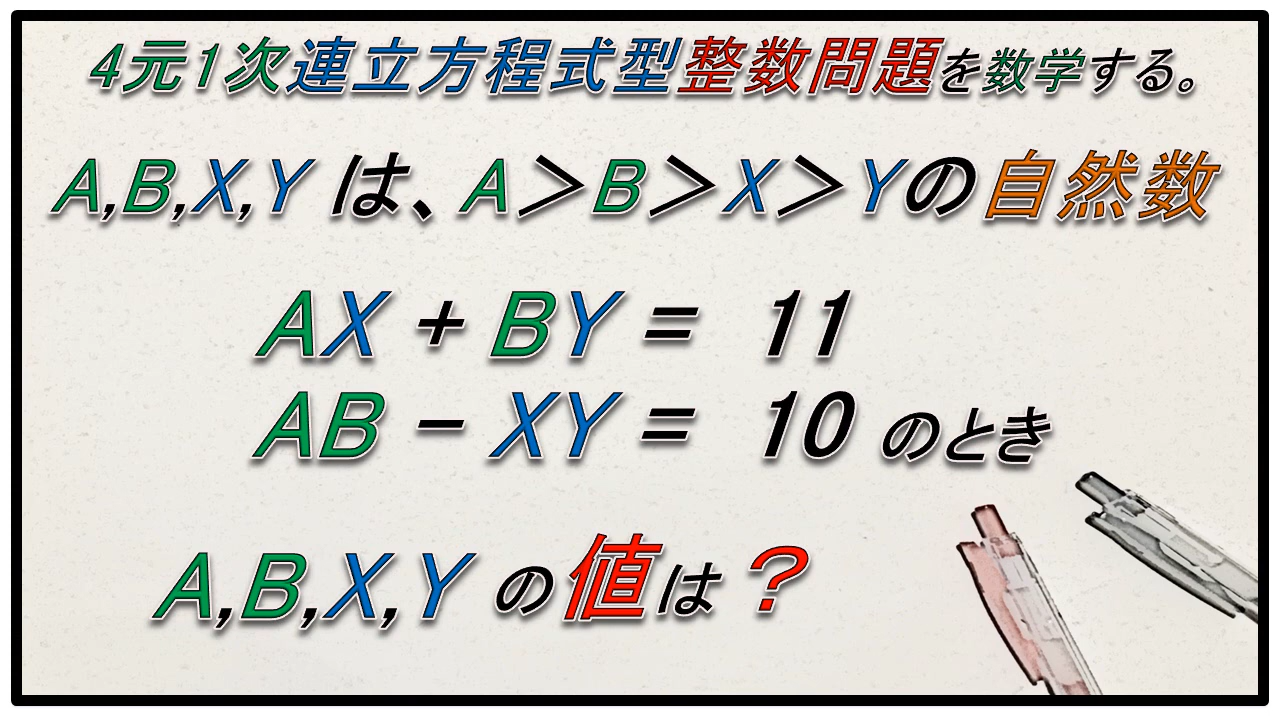 4元1次連立方程式型整数問題を数学する。
A,B,X,Y は、A＞B＞X＞Yの自然数
AX + BY = 11
AB - XY = 10 のとき
A,B,X,Y の値は？